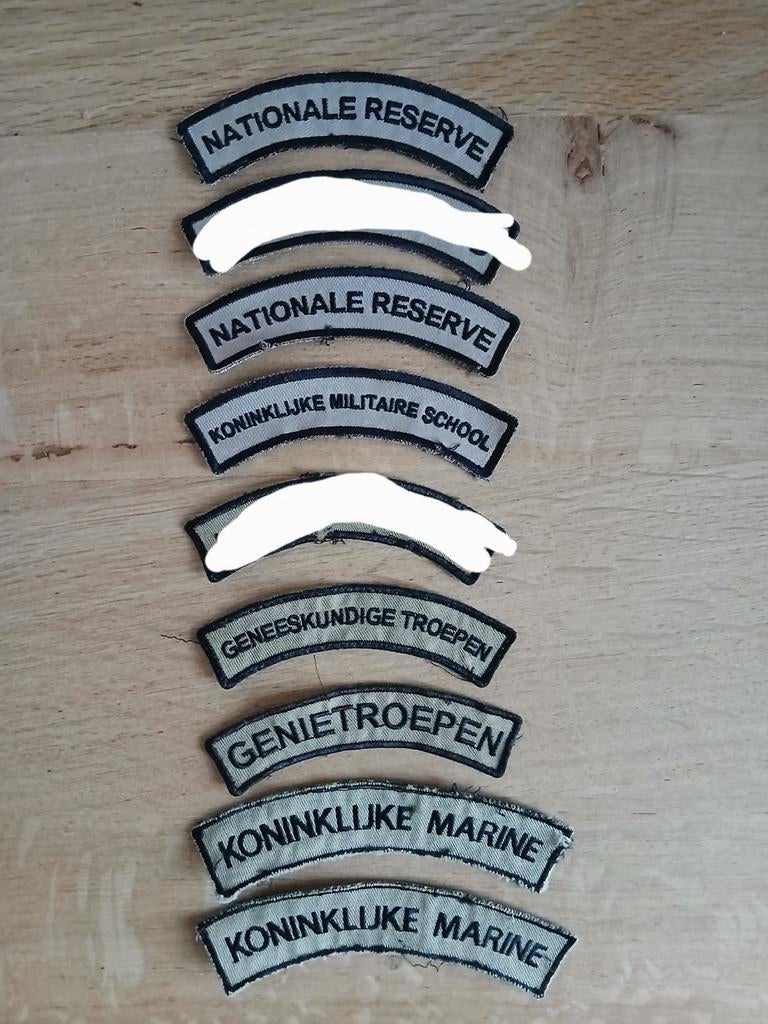 NATIONALE RESERVE
NATIONALE RESERVE
KONINKLIJKE MILITAIRE SCHOOL
GENEESKUNDIGE TROEPEN
GENIETROEPEN
KONINKLIJKE MARINE
KONINKLIJKE MARINE